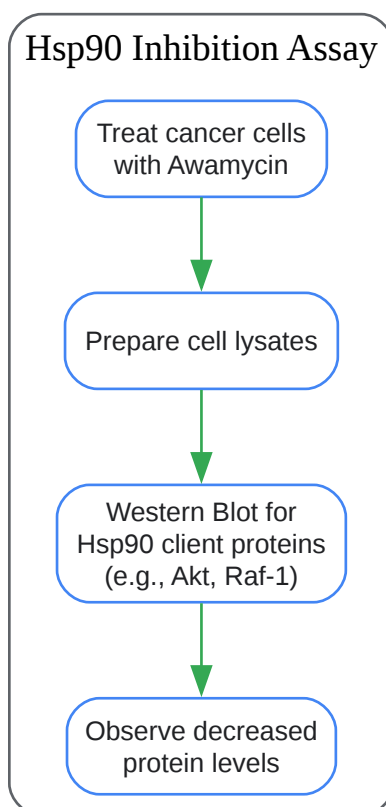 Hsp90 Inhibition Assay
Treat cancer cells
with Awamycin
Prepare cell lysates
Western Blot for
Hsp90 client proteins
(e.g., Akt, Raf-1)
Observe decreased
protein levels